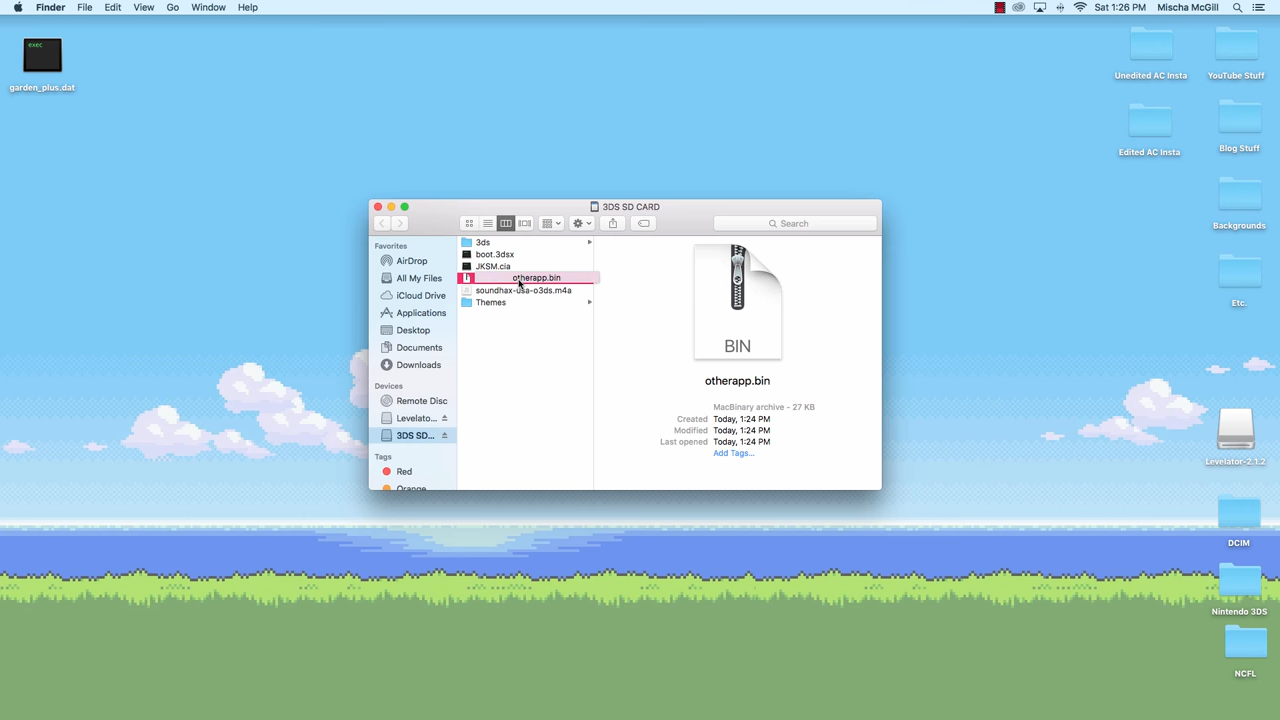 Finder File Edit View Go Window Help
Sat 1:26 PM Mischa McGill
exec
garden_plus.dat
Unedited AC Insta
YouTube Stuff
Edited AC Insta
Blog Stuff
Backgrounds
Etc.
Levelator-2.1.2
DCIM
Nintendo 3DS
NCFL
3DS SD CARD
Search
Favorites
AirDrop
All My Files
iCloud Drive
Applications
Desktop
Documents
Downloads
Devices
Remote Disc
Levelato...
3DS SD...
Tags
Red
Orange
3ds
boot.3dsx
JKSM.cia
otherapp.bin
soundhax-usa-o3ds.m4a
Themes
BIN
otherapp.bin
MacBinary archive - 27 KB
Created Today, 1:24 PM
Modified Today, 1:24 PM
Last opened Today, 1:24 PM
Add Tags...